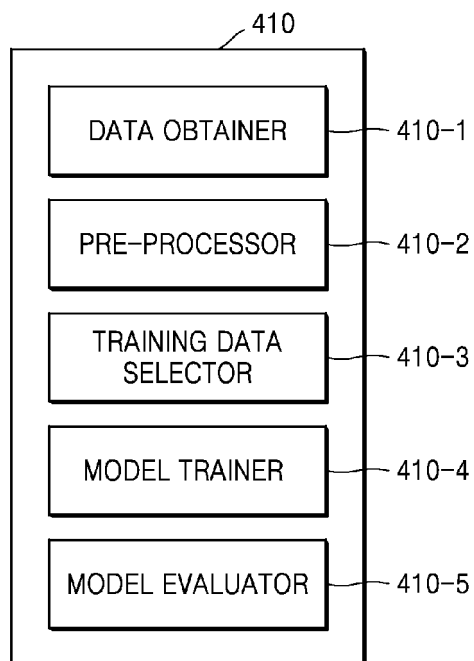 410
DATA OBTAINER
410-1
PRE-PROCESSOR
410-2
TRAINING DATA
SELECTOR
410-3
MODEL TRAINER
410-4
MODEL EVALUATOR
410-5